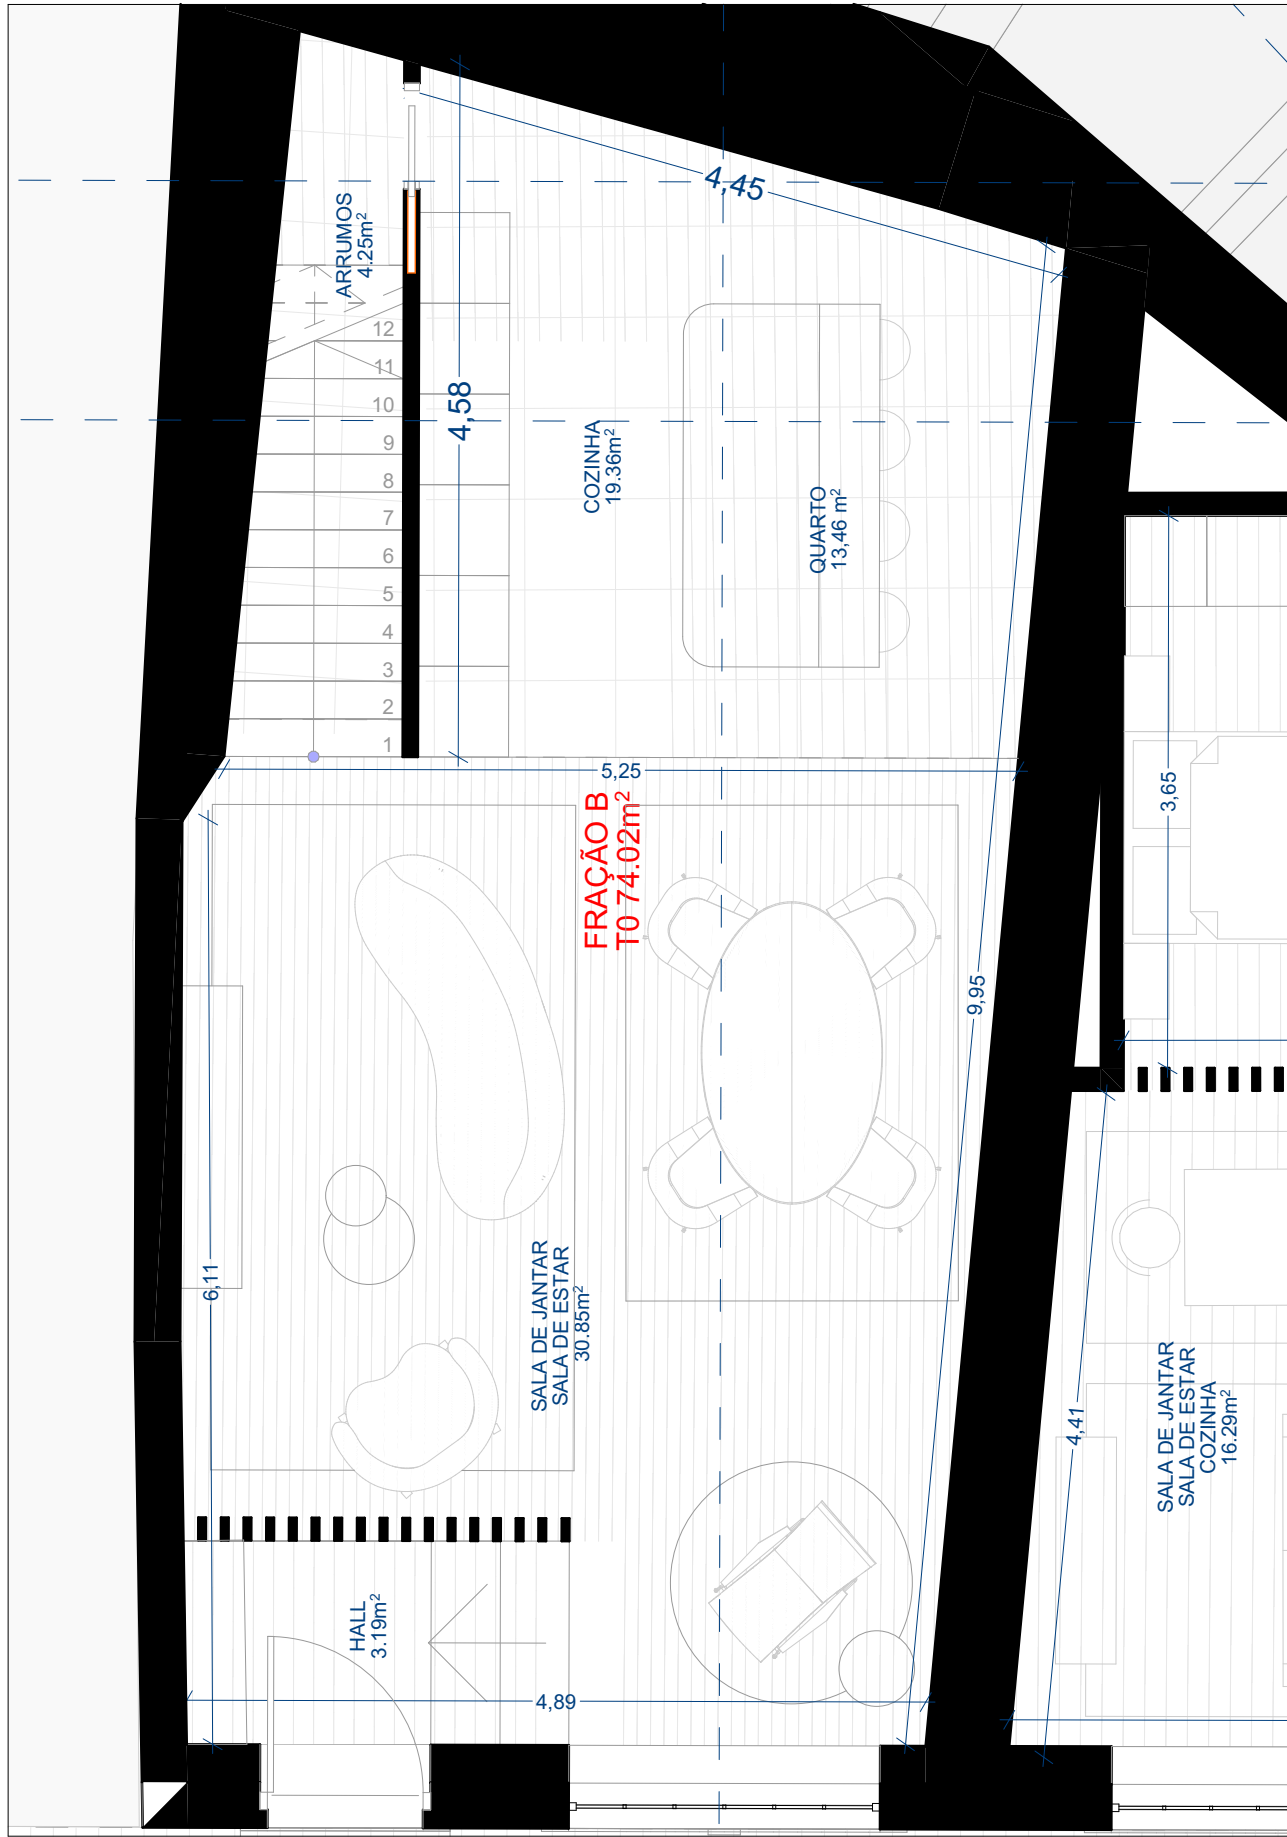 4,45
ARRUMOS
4.25m²
12
11
10
9
8
7
6
5
4
3
2
1
4,58
COZINHA
19.36m²
QUARTO
13,46 m²
5,25
3,65
FRAÇÃO B
T0 74.02m²
9,95
6,11
SALA DE JANTAR
SALA DE ESTAR
30.85m²
4,41
SALA DE JANTAR
SALA DE ESTAR
COZINHA
16.29m²
HALL
3.19m²
4,89